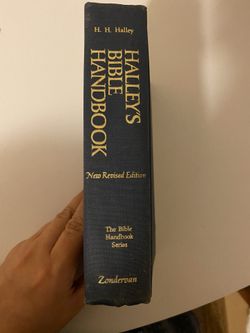 H. H. Halley
HALLEY'S
BIBLE
HANDBOOK
New Revised Edition
The Bible
Handbook
Series
Zondervan